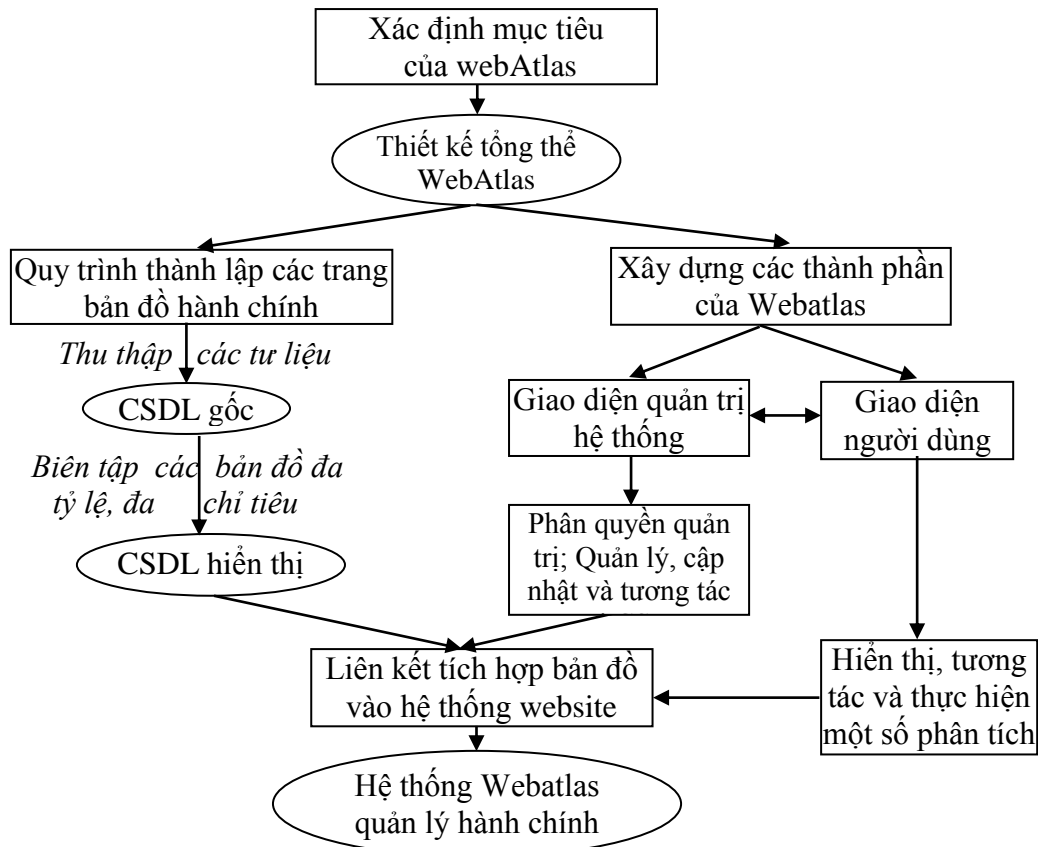 Xác định mục tiêu
của webAtlas
Thiết kế tổng thể
WebAtlas
Quy trình thành lập các trang
bản đồ hành chính
Xây dựng các thành phần
của Webatlas
Thu thập các tư liệu
CSDL gốc
Giao diện quản trị
hệ thống
Giao diện
người dùng
Biên tập các bản đồ đa
tỷ lệ, đa chỉ tiêu
CSDL hiển thị
Phân quyền quản
trị; Quản lý, cập
nhật và tương tác
Liên kết tích hợp bản đồ
vào hệ thống website
Hiển thị, tương
tác và thực hiện
một số phân tích
Hệ thống Webatlas
quản lý hành chính